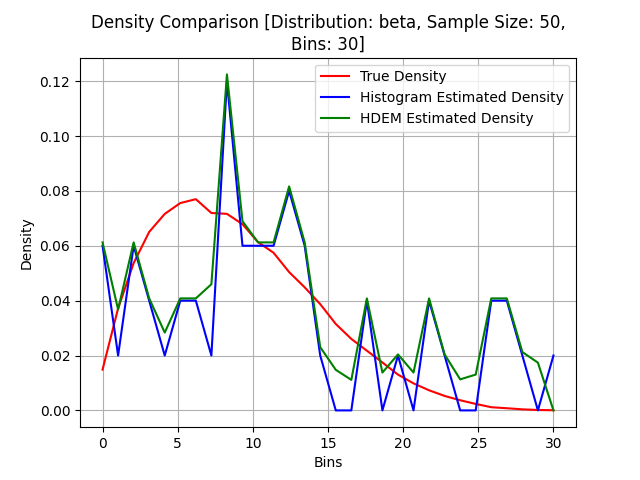 Density Comparison [Distribution: beta, Sample Size: 50,
Bins: 30]
True Density
Histogram Estimated Density
HDEM Estimated Density
Density
0.12
0.10
0.08
0.06
0.04
0.02
0.00
0 5 10 15 20 25 30
Bins